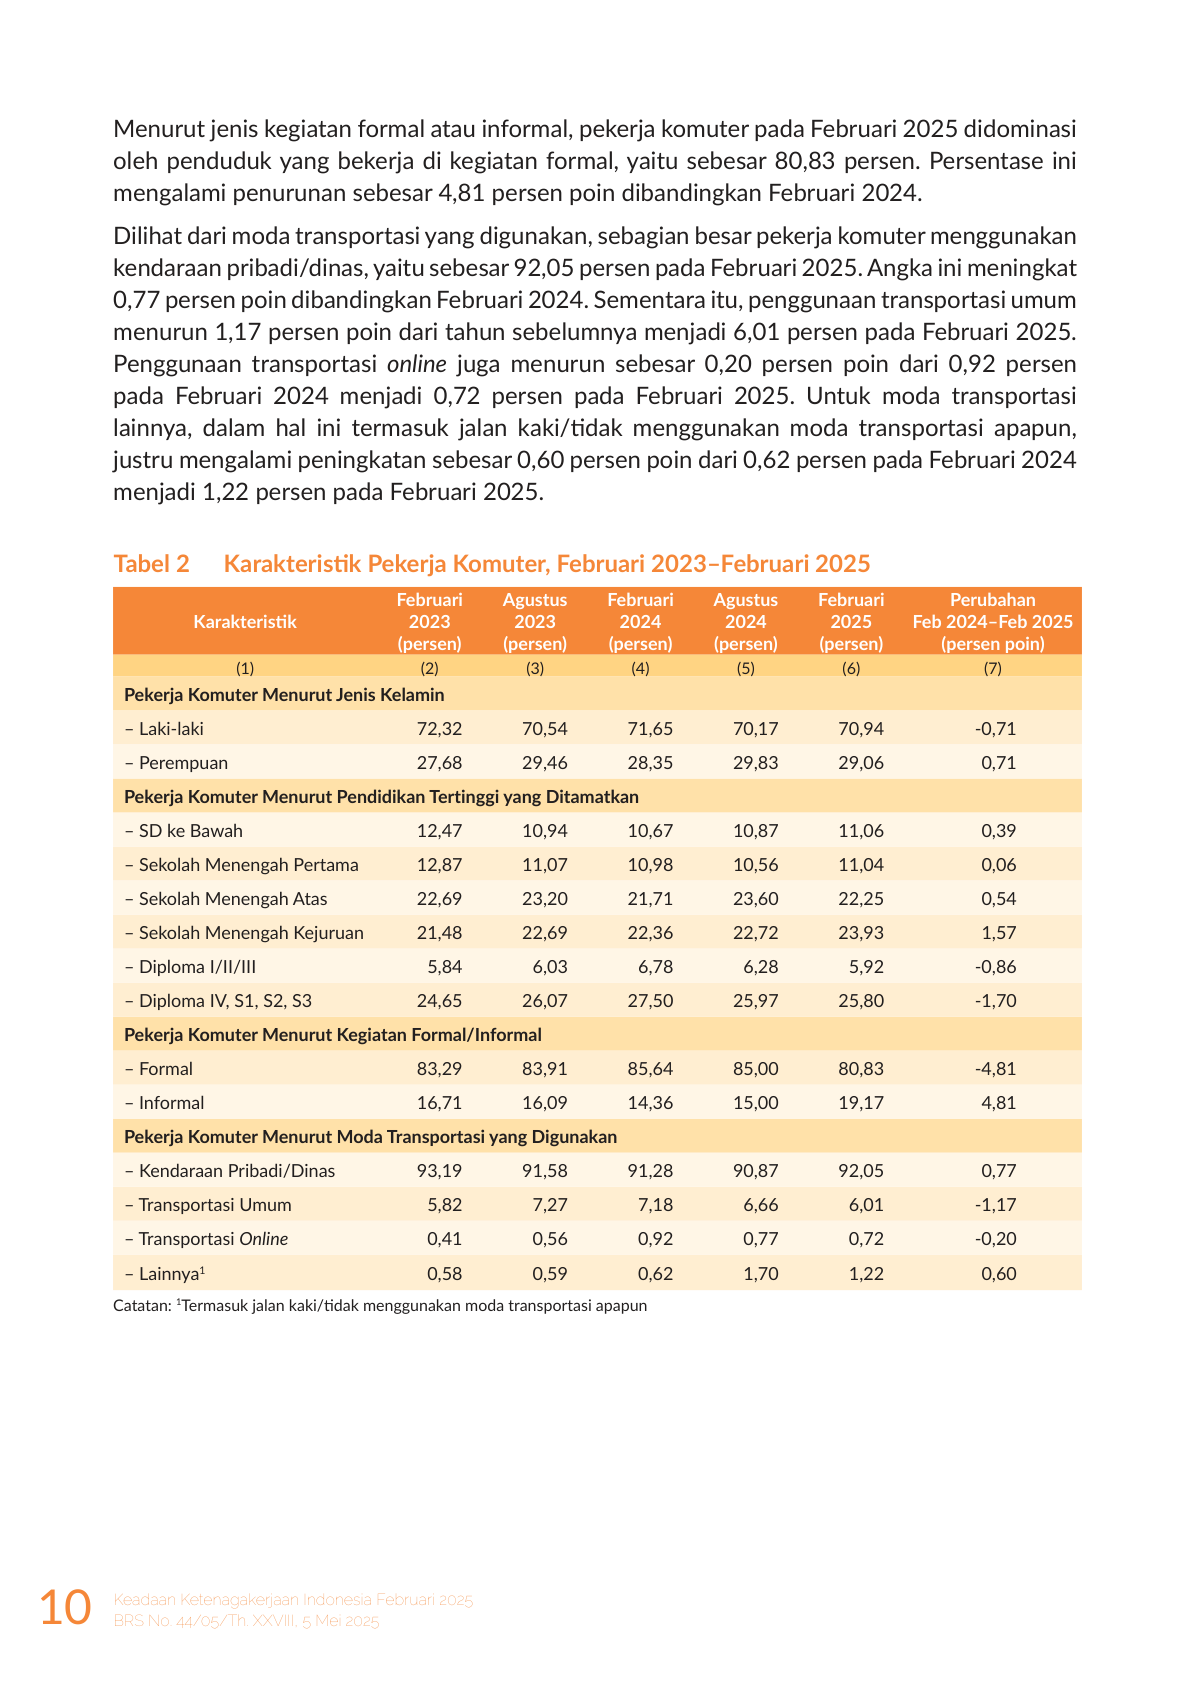 Menurut jenis kegiatan formal atau informal, pekerja komuter pada Februari 2025 didominasi
oleh penduduk yang bekerja di kegiatan formal, yaitu sebesar 80,83 persen. Persentase ini
mengalami penurunan sebesar 4,81 persen poin dibandingkan Februari 2024.
Dilihat dari moda transportasi yang digunakan, sebagian besar pekerja komuter menggunakan
kendaraan pribadi/dinas, yaitu sebesar 92,05 persen pada Februari 2025. Angka ini meningkat
0,77 persen poin dibandingkan Februari 2024. Sementara itu, penggunaan transportasi umum
menurun 1,17 persen poin dari tahun sebelumnya menjadi 6,01 persen pada Februari 2025.
Penggunaan transportasi online juga menurun sebesar 0,20 persen poin dari 0,92 persen
pada Februari 2024 menjadi 0,72 persen pada Februari 2025. Untuk moda transportasi
lainnya, dalam hal ini termasuk jalan kaki/tidak menggunakan moda transportasi apapun,
justru mengalami peningkatan sebesar 0,60 persen poin dari 0,62 persen pada Februari 2024
menjadi 1,22 persen pada Februari 2025.
Tabel 2 Karakteristik Pekerja Komuter, Februari 2023–Februari 2025
Februari Agustus Februari Agustus Februari Perubahan
Karakteristik 2023 2023 2024 2024 2025 Feb 2024–Feb 2025
(persen) (persen) (persen) (persen) (persen) (persen poin)
(1) (2) (3) (4) (5) (6) (7)
Pekerja Komuter Menurut Jenis Kelamin
– Laki-laki 72,32 70,54 71,65 70,17 70,94 -0,71
– Perempuan 27,68 29,46 28,35 29,83 29,06 0,71
Pekerja Komuter Menurut Pendidikan Tertinggi yang Ditamatkan
– SD ke Bawah 12,47 10,94 10,67 10,87 11,06 0,39
– Sekolah Menengah Pertama 12,87 11,07 10,98 10,56 11,04 0,06
– Sekolah Menengah Atas 22,69 23,20 21,71 23,60 22,25 0,54
– Sekolah Menengah Kejuruan 21,48 22,69 22,36 22,72 23,93 1,57
– Diploma I/II/III 5,84 6,03 6,78 6,28 5,92 -0,86
– Diploma IV, S1, S2, S3 24,65 26,07 27,50 25,97 25,80 -1,70
Pekerja Komuter Menurut Kegiatan Formal/Informal
– Formal 83,29 83,91 85,64 85,00 80,83 -4,81
– Informal 16,71 16,09 14,36 15,00 19,17 4,81
Pekerja Komuter Menurut Moda Transportasi yang Digunakan
– Kendaraan Pribadi/Dinas 93,19 91,58 91,28 90,87 92,05 0,77
– Transportasi Umum 5,82 7,27 7,18 6,66 6,01 -1,17
– Transportasi Online 0,41 0,56 0,92 0,77 0,72 -0,20
– Lainnya¹ 0,58 0,59 0,62 1,70 1,22 0,60
Catatan: ¹Termasuk jalan kaki/tidak menggunakan moda transportasi apapun
10 Keadaan Ketenagakerjaan Indonesia Februari 2025
BRS No. 44/05/Th. XXVIII, 5 Mei 2025